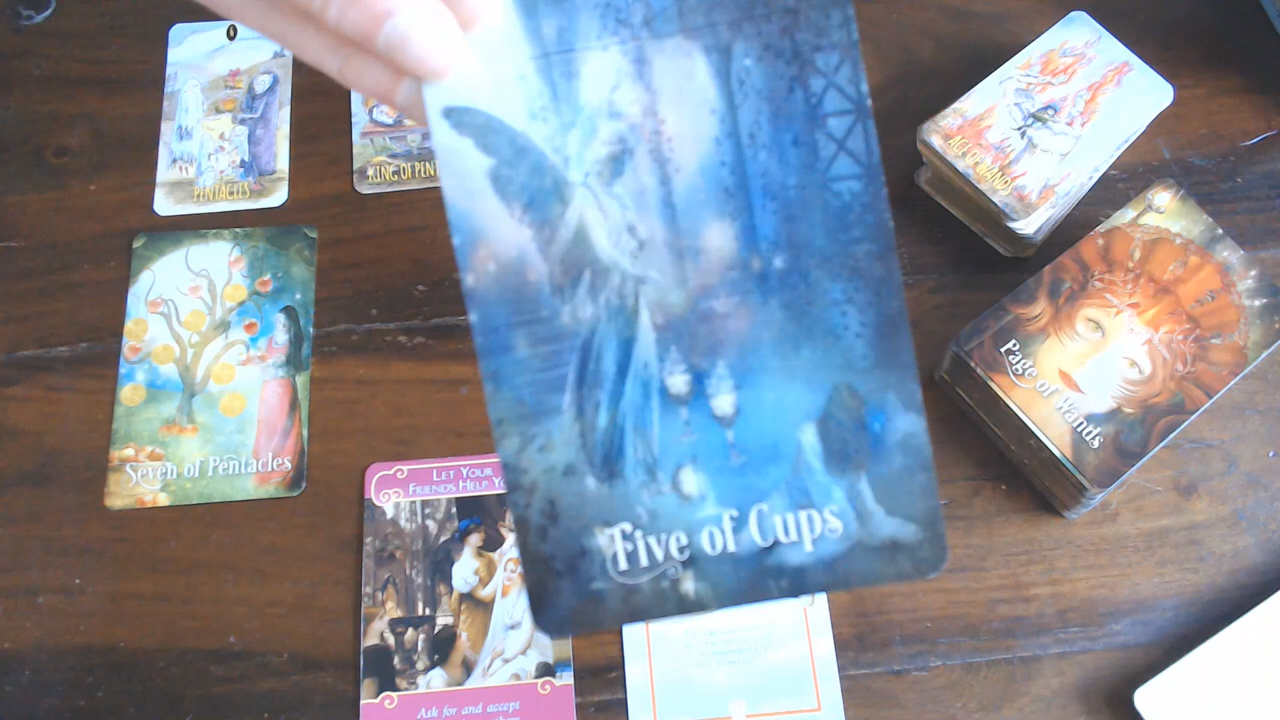 6
PENTACLES
KING OF PENT
ACE OF WANDS
Page of Wands
Seven of Pentacles
LET YOUR
FRIENDS HELP YO
Five of Cups
Ask for and accept